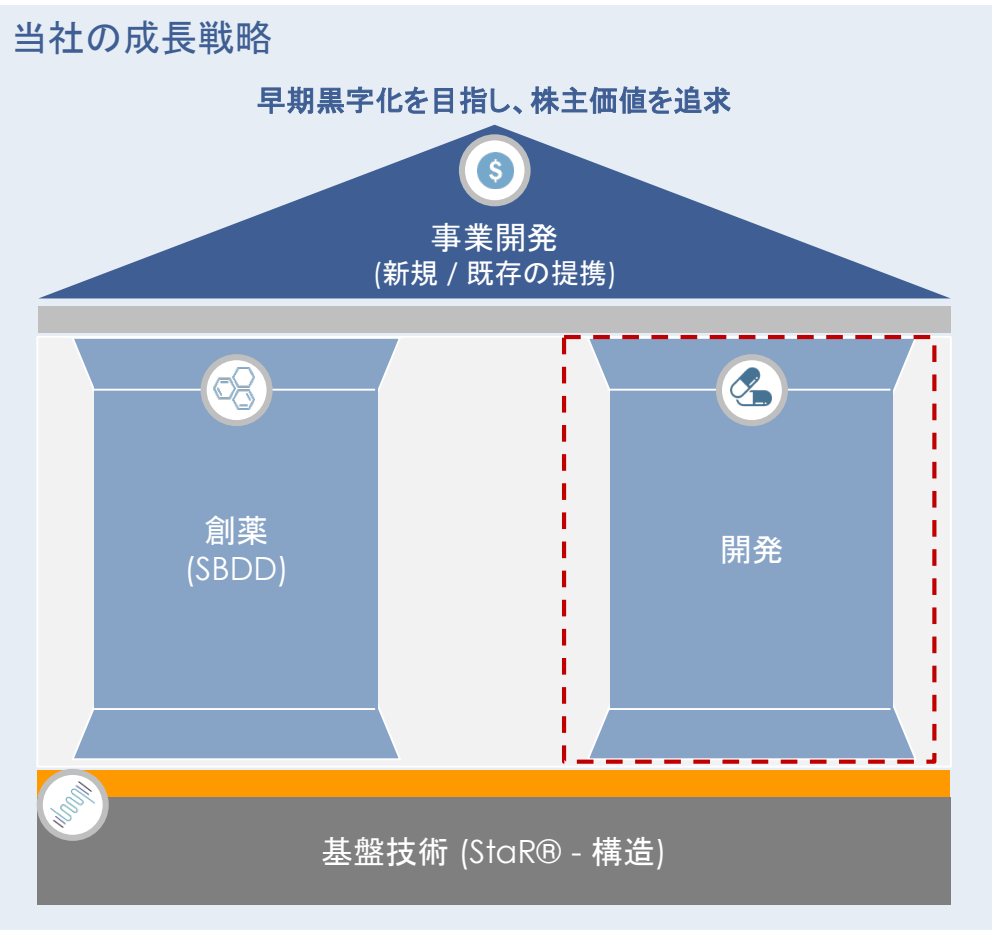 当社の成長戦略
早期黒字化を目指し、株主価値を追求
$
事業開発
(新規 / 既存の提携)
創薬
(SBDD)
開発
基盤技術 (StaR® - 構造)